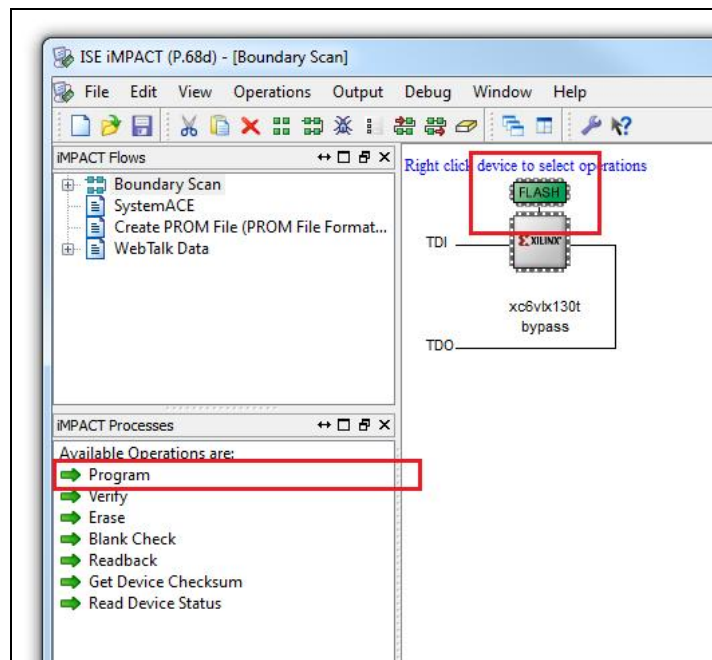 ISE iMPACT (P.68d) - [Boundary Scan]
File Edit View Operations Output Debug Window Help
iMPACT Flows
Boundary Scan
SystemACE
Create PROM File (PROM File Format...
WebTalk Data
Right click device to select operations
FLASH
TDI
XILINX
xc6vlx130t
bypass
TDO
iMPACT Processes
Available Operations are:
Program
Verify
Erase
Blank Check
Readback
Get Device Checksum
Read Device Status